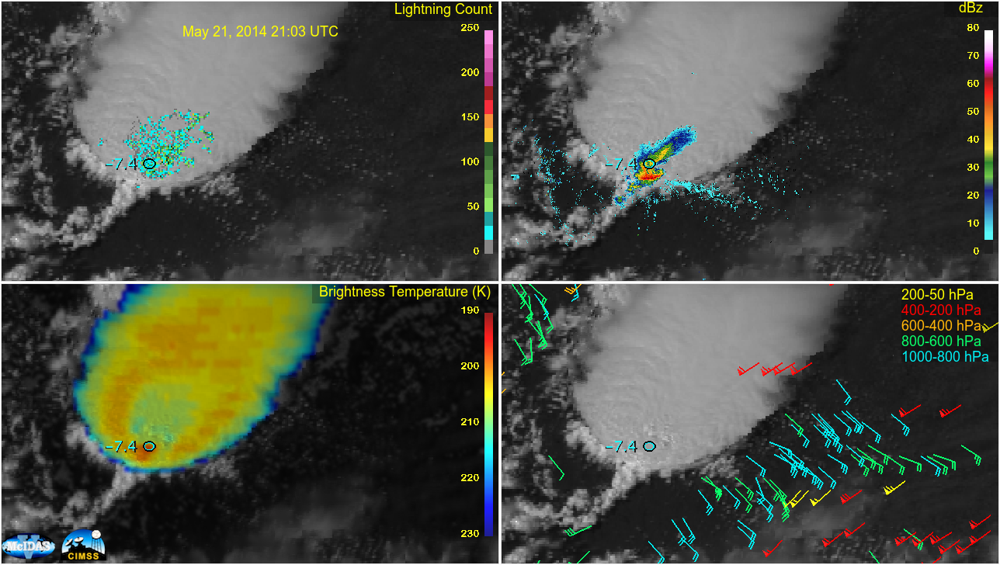 Lightning Count
May 21, 2014 21:03 UTC
250
200
150
100
50
0
-7.4
dBz
80
70
60
50
40
30
20
10
0
-7.4
Brightness Temperature (K)
190
200
210
220
230
-7.4
McIDAS
V
CIMSS
200-50 hPa
400-200 hPa
600-400 hPa
800-600 hPa
1000-800 hPa
-7.4